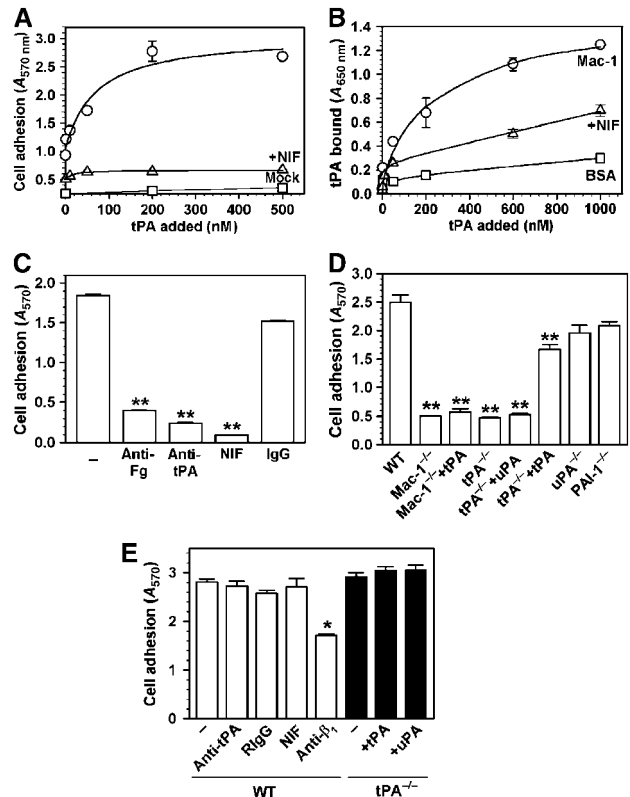 A
Cell adhesion (A570 nm)
3.0
2.5
2.0
1.5
1.0
0.5
+NIF
Mock
0 100 200 300 400 500
tPA added (nM)
B
tPA bound (A650 nm)
1.4
1.2
1.0
0.8
0.6
0.4
0.2
0.0
Mac-1
+NIF
BSA
0 200 400 600 800 1000
tPA added (nM)
C
Cell adhesion (A570)
2.0
1.5
1.0
0.5
0.0
** ** **
– Anti-Fg Anti-tPA NIF IgG
D
Cell adhesion (A570)
3.0
2.5
2.0
1.5
1.0
0.5
0.0
** ** ** ** **
WT
Mac-1–/–
Mac-1–/–+tPA
tPA–/–
tPA–/–+uPA
tPA–/–+tPA
uPA–/–
PAI-1–/–
E
Cell adhesion (A570)
3
2
1
0
*
–
Anti-tPA
RIgG
NIF
Anti-β1
–
+tPA
+uPA
WT tPA–/–